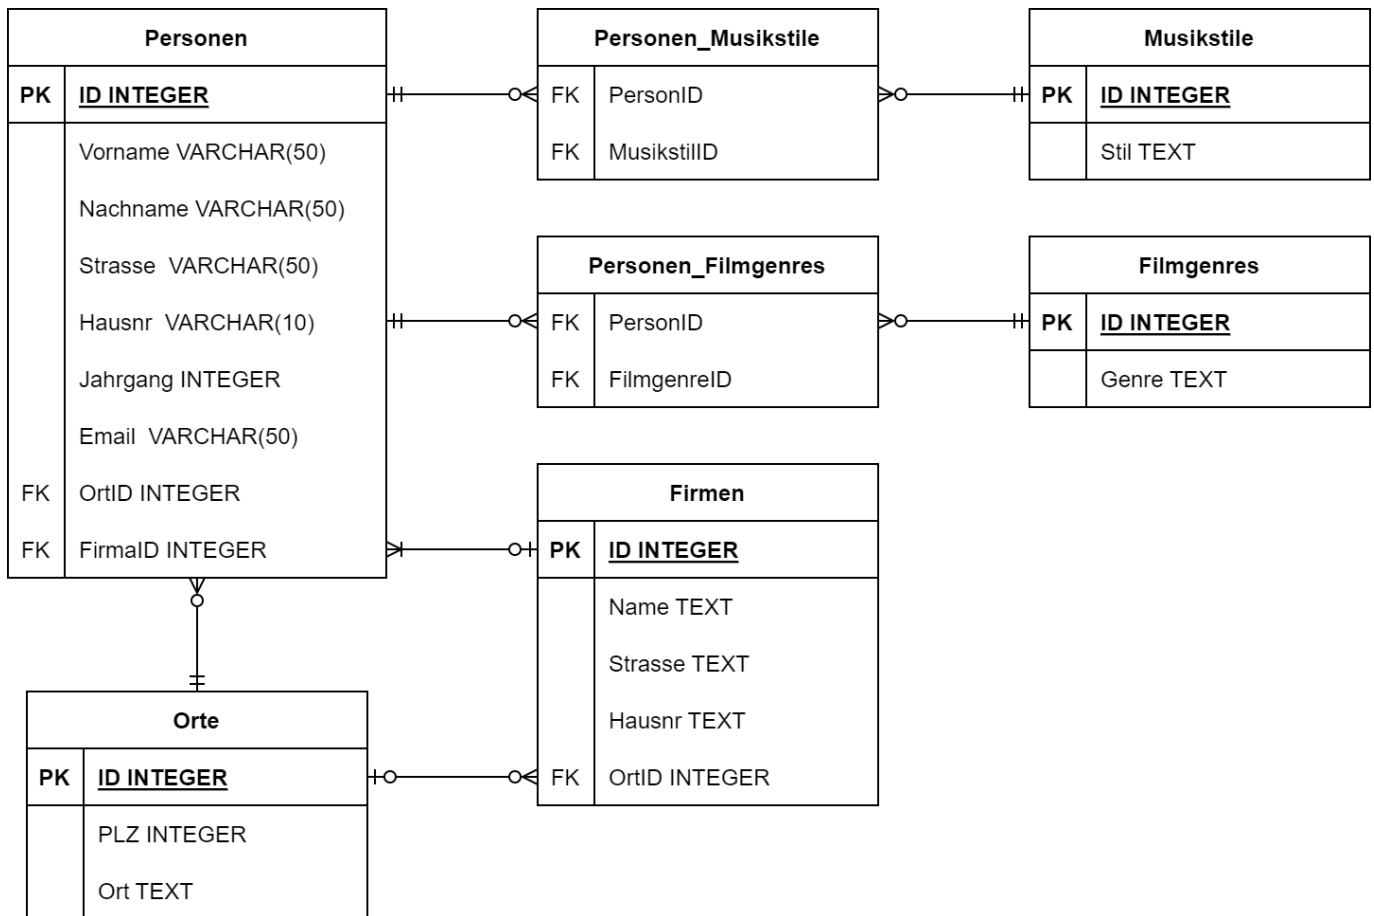 Personen
PK ID INTEGER
Vorname VARCHAR(50)
Nachname VARCHAR(50)
Strasse VARCHAR(50)
Hausnr VARCHAR(10)
Jahrgang INTEGER
Email VARCHAR(50)
FK OrtID INTEGER
FK FirmaID INTEGER
Personen_Musikstile
FK PersonID
FK MusikstilID
Musikstile
PK ID INTEGER
Stil TEXT
Personen_Filmgenres
FK PersonID
FK FilmgenreID
Filmgenres
PK ID INTEGER
Genre TEXT
Firmen
PK ID INTEGER
Name TEXT
Strasse TEXT
Hausnr TEXT
FK OrtID INTEGER
Orte
PK ID INTEGER
PLZ INTEGER
Ort TEXT